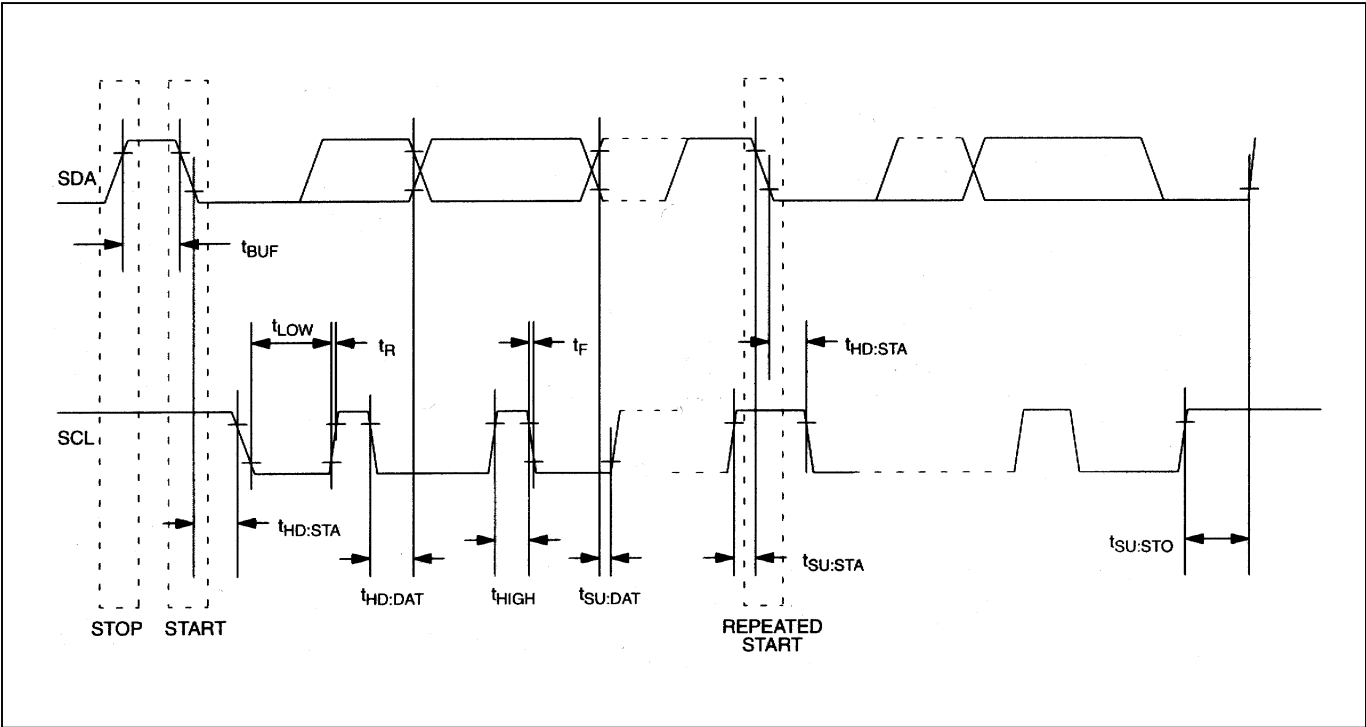 SDA
tBUF
tLOW
tR
tF
tHD:STA
SCL
tHD:STA
tSU:STO
tSU:STA
tHD:DAT
tHIGH
tSU:DAT
STOP
START
REPEATED
START